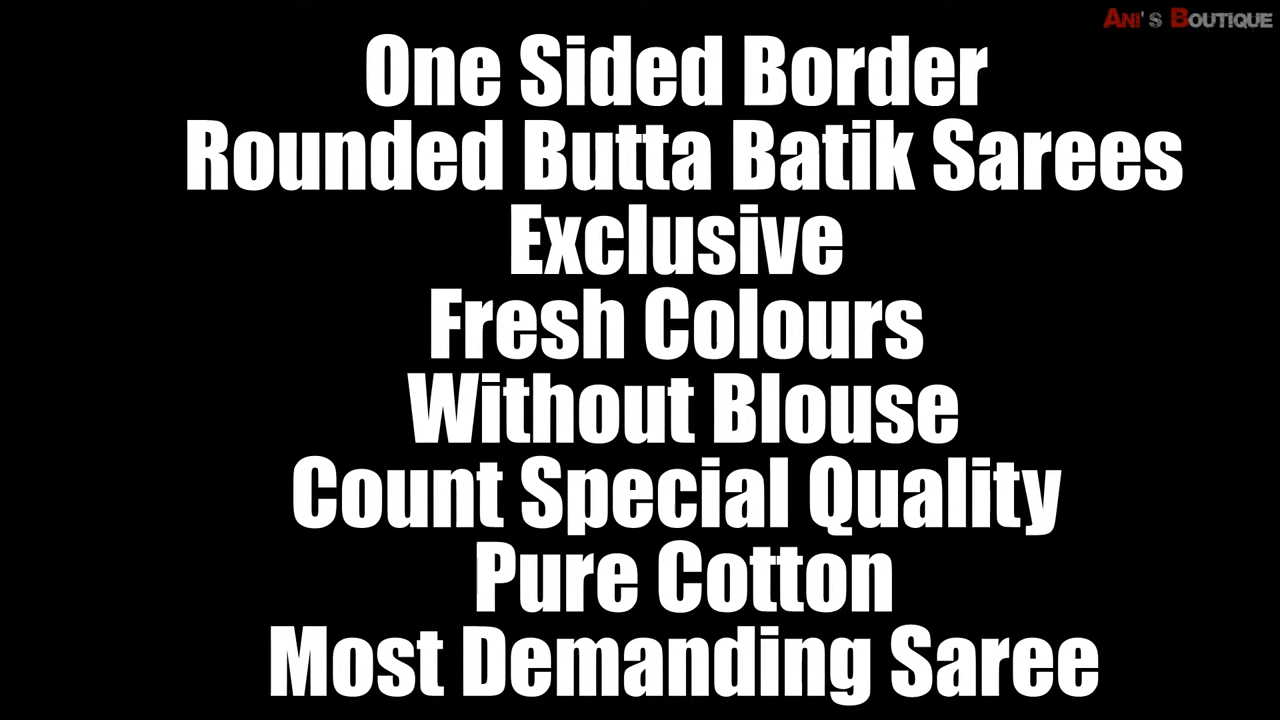 Ani's Boutique
One Sided Border
Rounded Butta Batik Sarees
Exclusive
Fresh Colours
Without Blouse
Count Special Quality
Pure Cotton
Most Demanding Saree